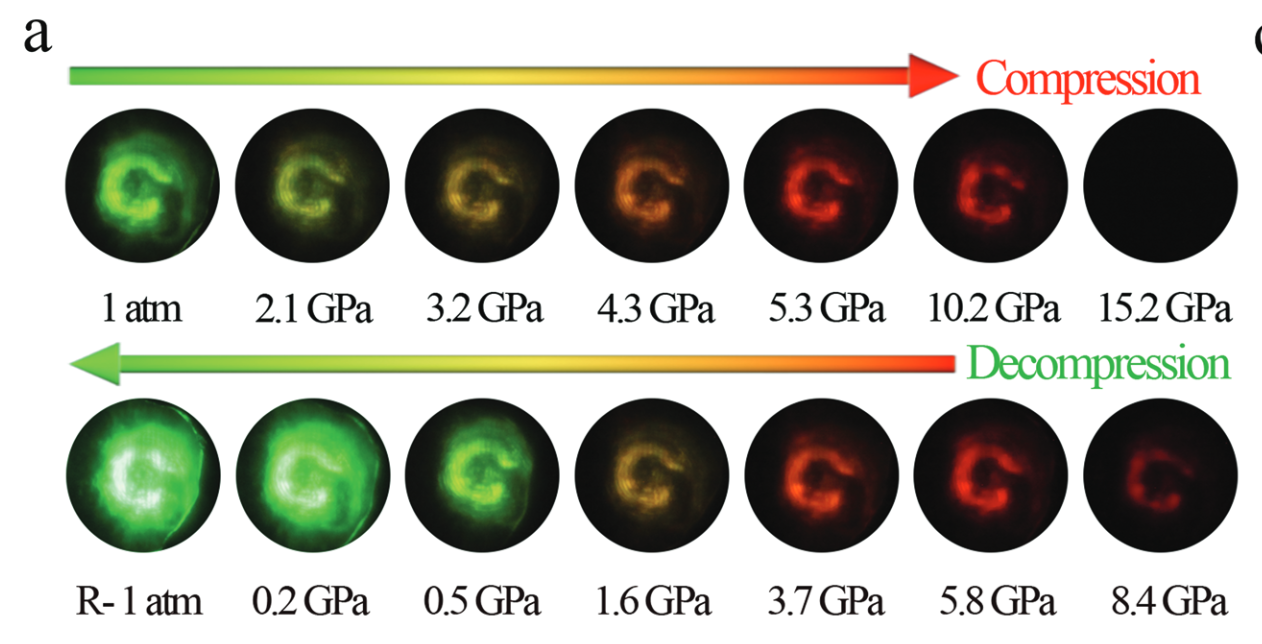 a
Compression
1 atm 2.1 GPa 3.2 GPa 4.3 GPa 5.3 GPa 10.2 GPa 15.2 GPa
Decompression
R- 1 atm 0.2 GPa 0.5 GPa 1.6 GPa 3.7 GPa 5.8 GPa 8.4 GPa